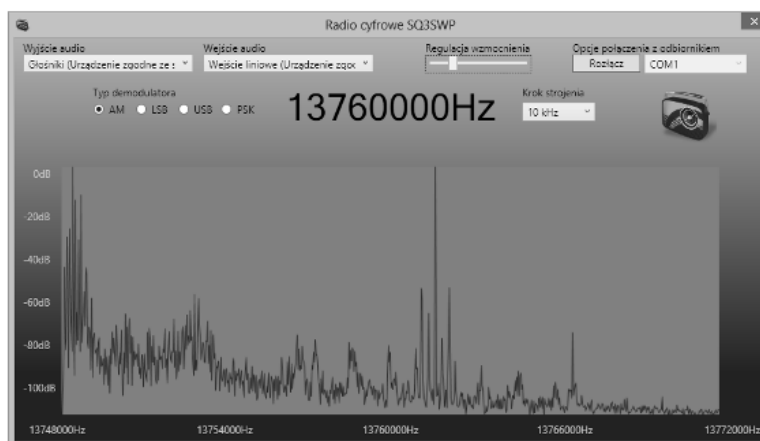 Radio cyfrowe SQ3SWP
Wyjście audio
Głośniki (Urządzenie zgodne ze :
Wejście audio
Wejście liniowe (Urządzenie zgoc
Regulacja wzmocnienia
Opcje połączenia z odbiornikiem
Rozłącz
COM1
Typ demodulatora
AM LSB USB PSK
13760000Hz
Krok strojenia
10 kHz
0dB
-20dB
-40dB
-60dB
-80dB
-100dB
13748000Hz 13754000Hz 13760000Hz 13766000Hz 13772000Hz